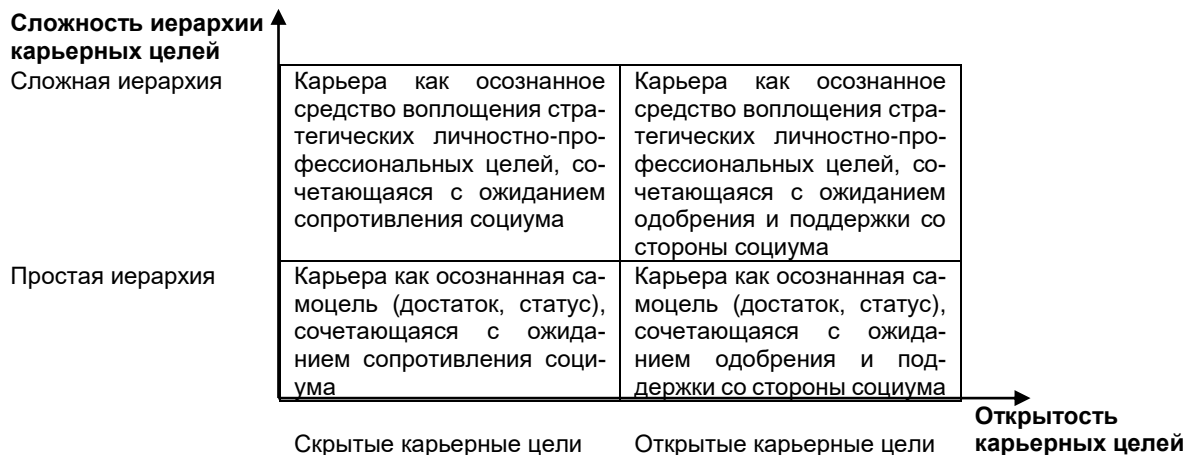 Сложность иерархии
карьерных целей
Сложная иерархия
Карьера как осознанное
средство воплощения стра-
тегических личностно-про-
фессиональных целей, со-
четающаяся с ожиданием
сопротивления социума
Карьера как осознанное
средство воплощения стра-
тегических личностно-про-
фессиональных целей, со-
четающаяся с ожиданием
одобрения и поддержки со
стороны социума
Простая иерархия
Карьера как осознанная са-
моцель (достаток, статус),
сочетающаяся с ожида-
нием сопротивления соци-
ума
Карьера как осознанная са-
моцель (достаток, статус),
сочетающаяся с ожида-
нием одобрения и под-
держки со стороны социума
Скрытые карьерные цели
Открытые карьерные цели
Открытость
карьерных целей